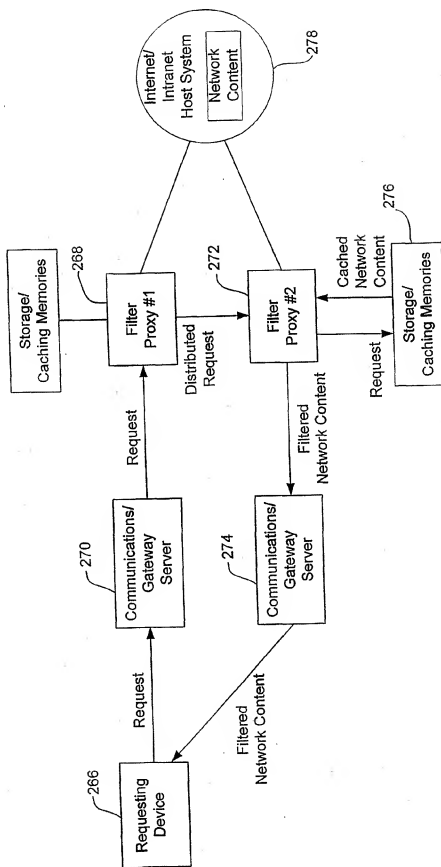 266
Requesting
Device
Request
270
Communications/
Gateway
Server
Request
Storage/
Caching Memories
268
Filter
Proxy #1
Distributed
Request
Internet/
Intranet
Host System
Network
Content
278
272
Filter
Proxy #2
Cached
Network
Content
Request
276
Storage/
Caching Memories
Filtered
Network Content
274
Communications/
Gateway
Server
Filtered
Network Content